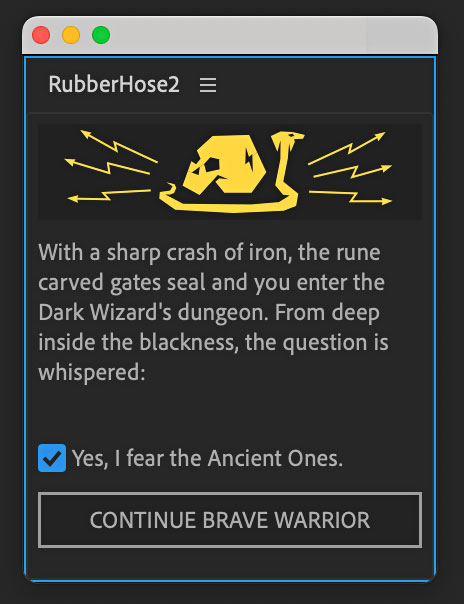 RubberHose2
With a sharp crash of iron, the rune
carved gates seal and you enter the
Dark Wizard's dungeon. From deep
inside the blackness, the question is
whispered:
Yes, I fear the Ancient Ones.
CONTINUE BRAVE WARRIOR